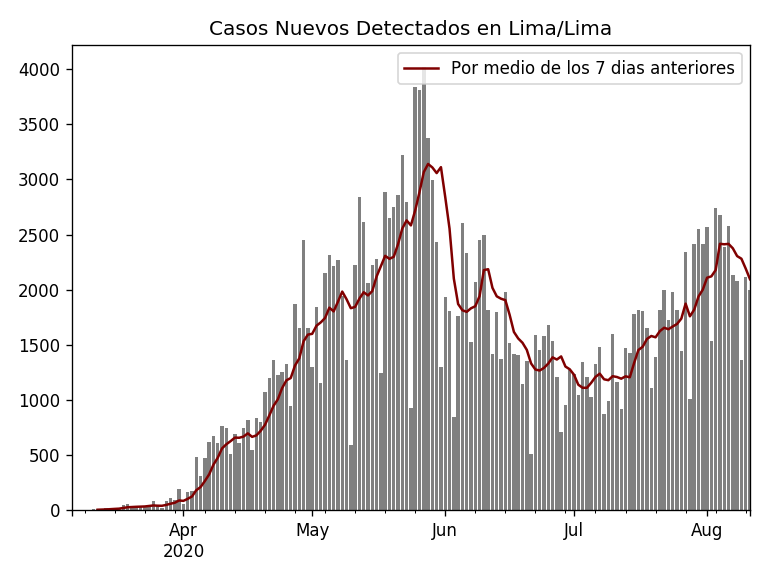 Casos Nuevos Detectados en Lima/Lima
Por medio de los 7 dias anteriores
4000
3500
3000
2500
2000
1500
1000
500
0
Apr
2020
May
Jun
Jul
Aug